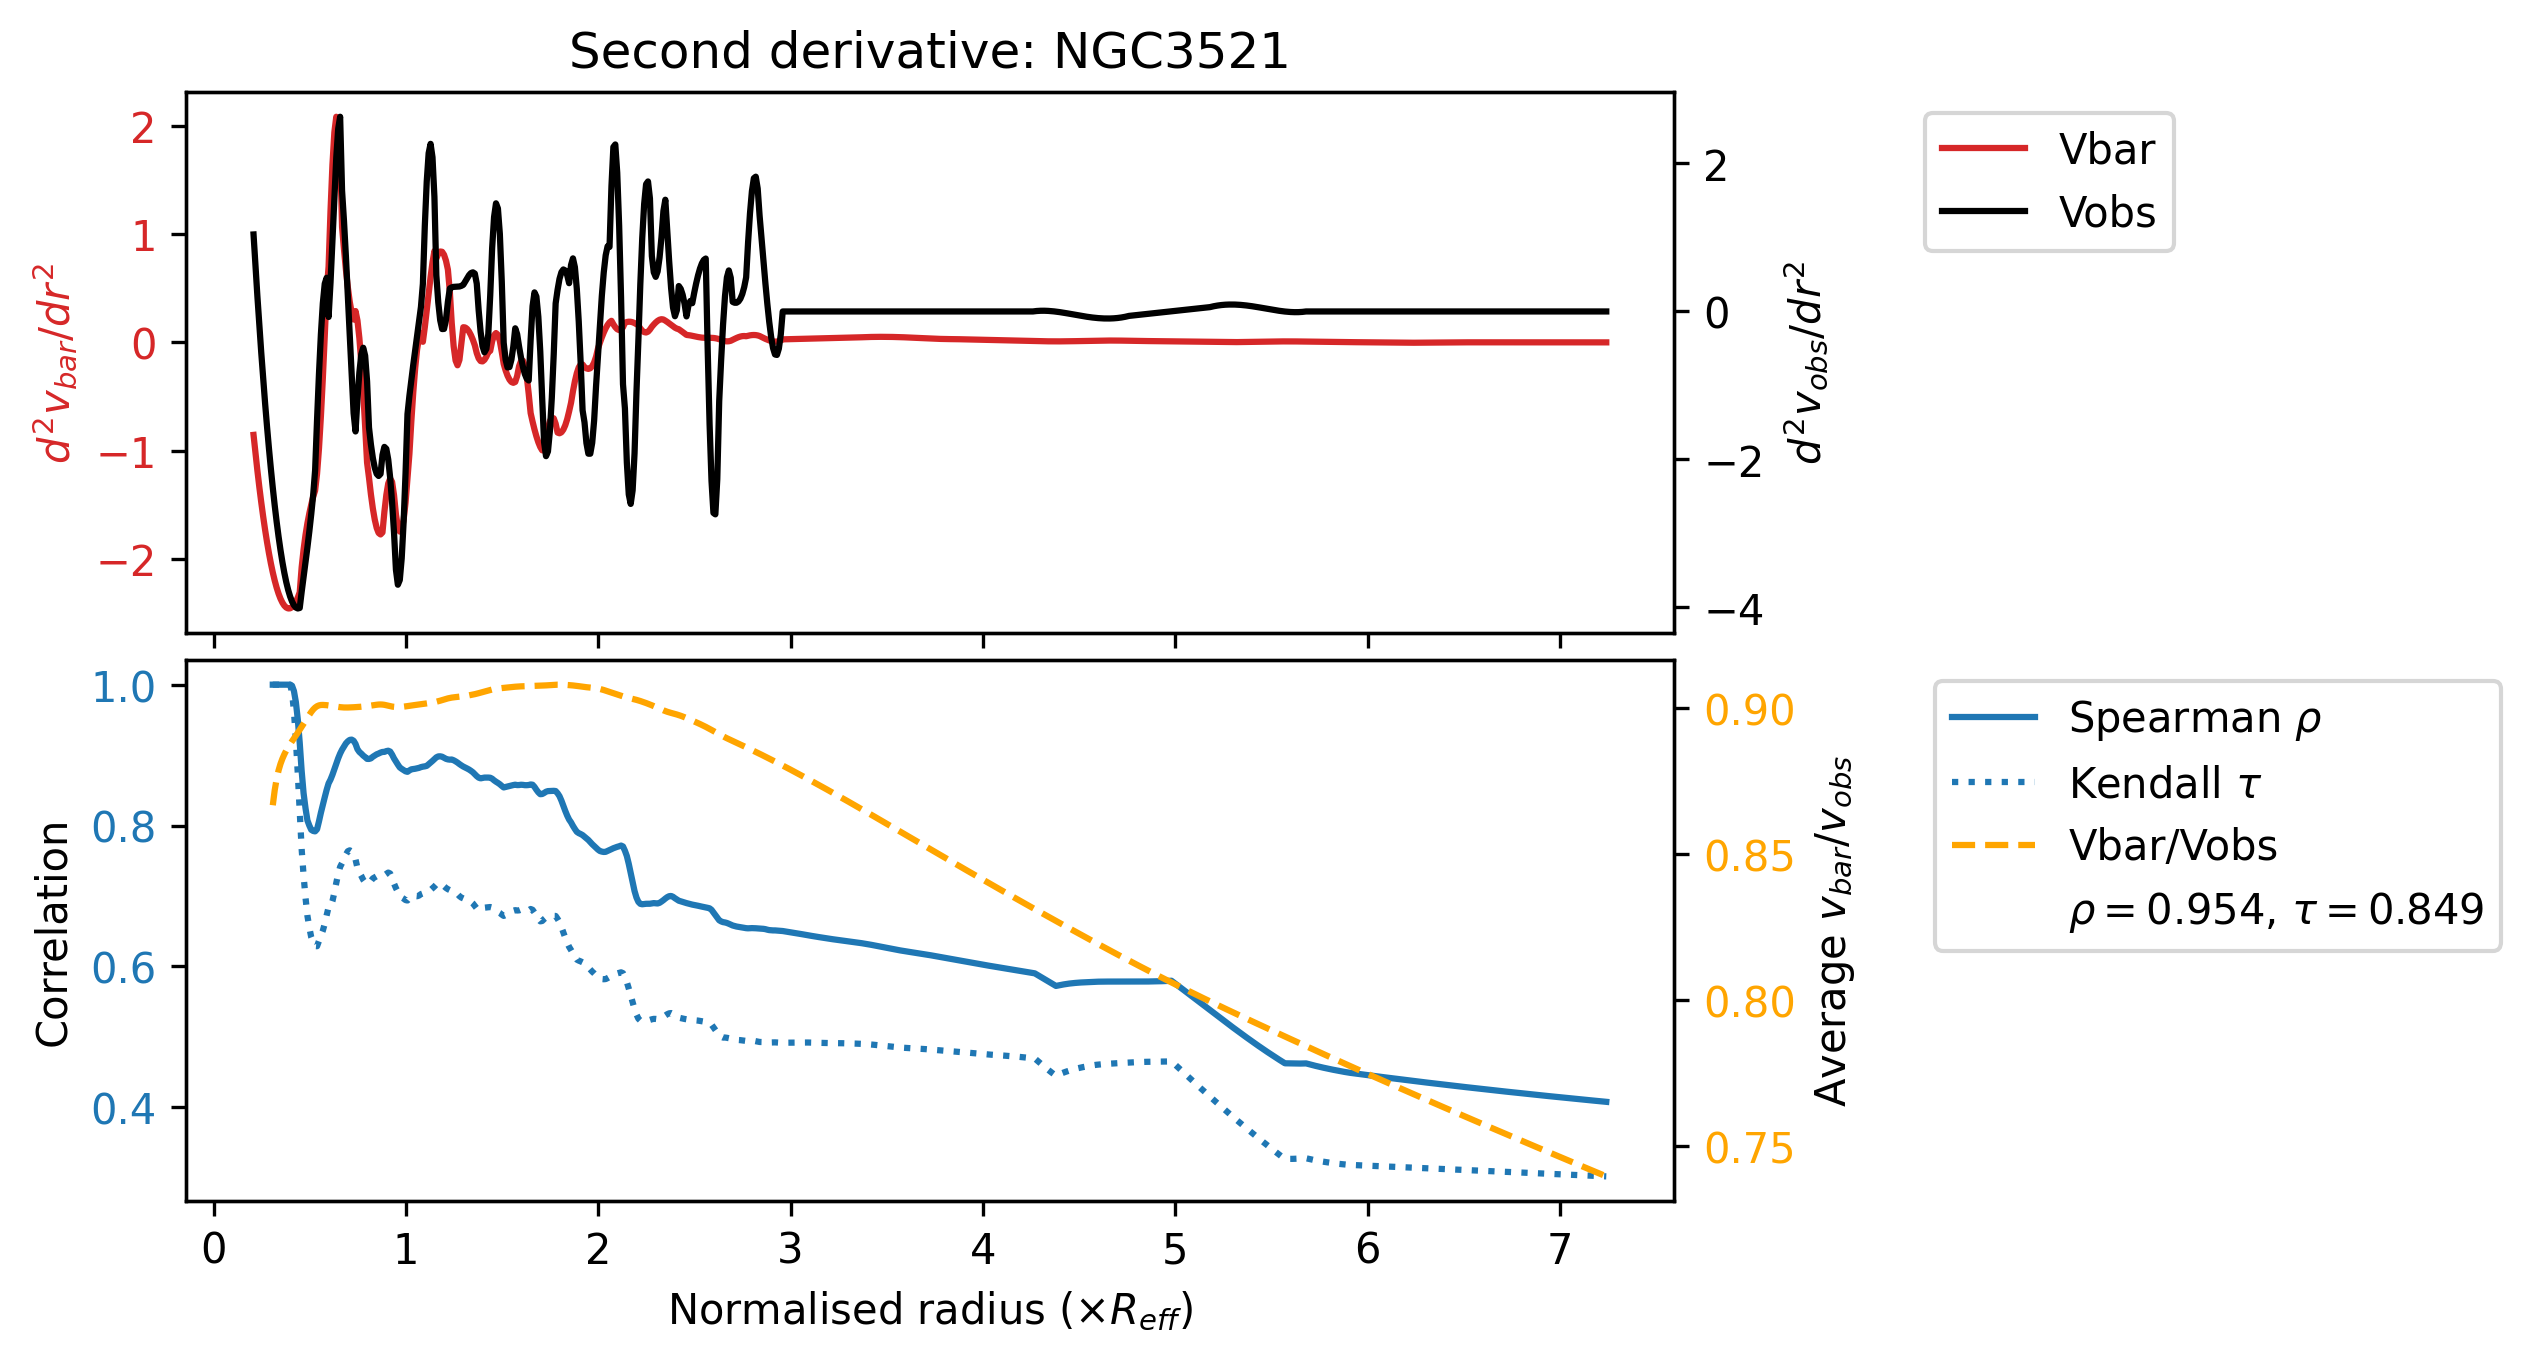 Second derivative: NGC3521
2
1
0
−1
−2
d²v_bar/dr²
2
0
−2
−4
d²v_obs/dr²
Vbar
Vobs
1.0
0.8
0.6
0.4
Correlation
0.90
0.85
0.80
0.75
Average v_bar/v_obs
Spearman ρ
Kendall τ
Vbar/Vobs
ρ = 0.954, τ = 0.849
0 1 2 3 4 5 6 7
Normalised radius (×R_eff)